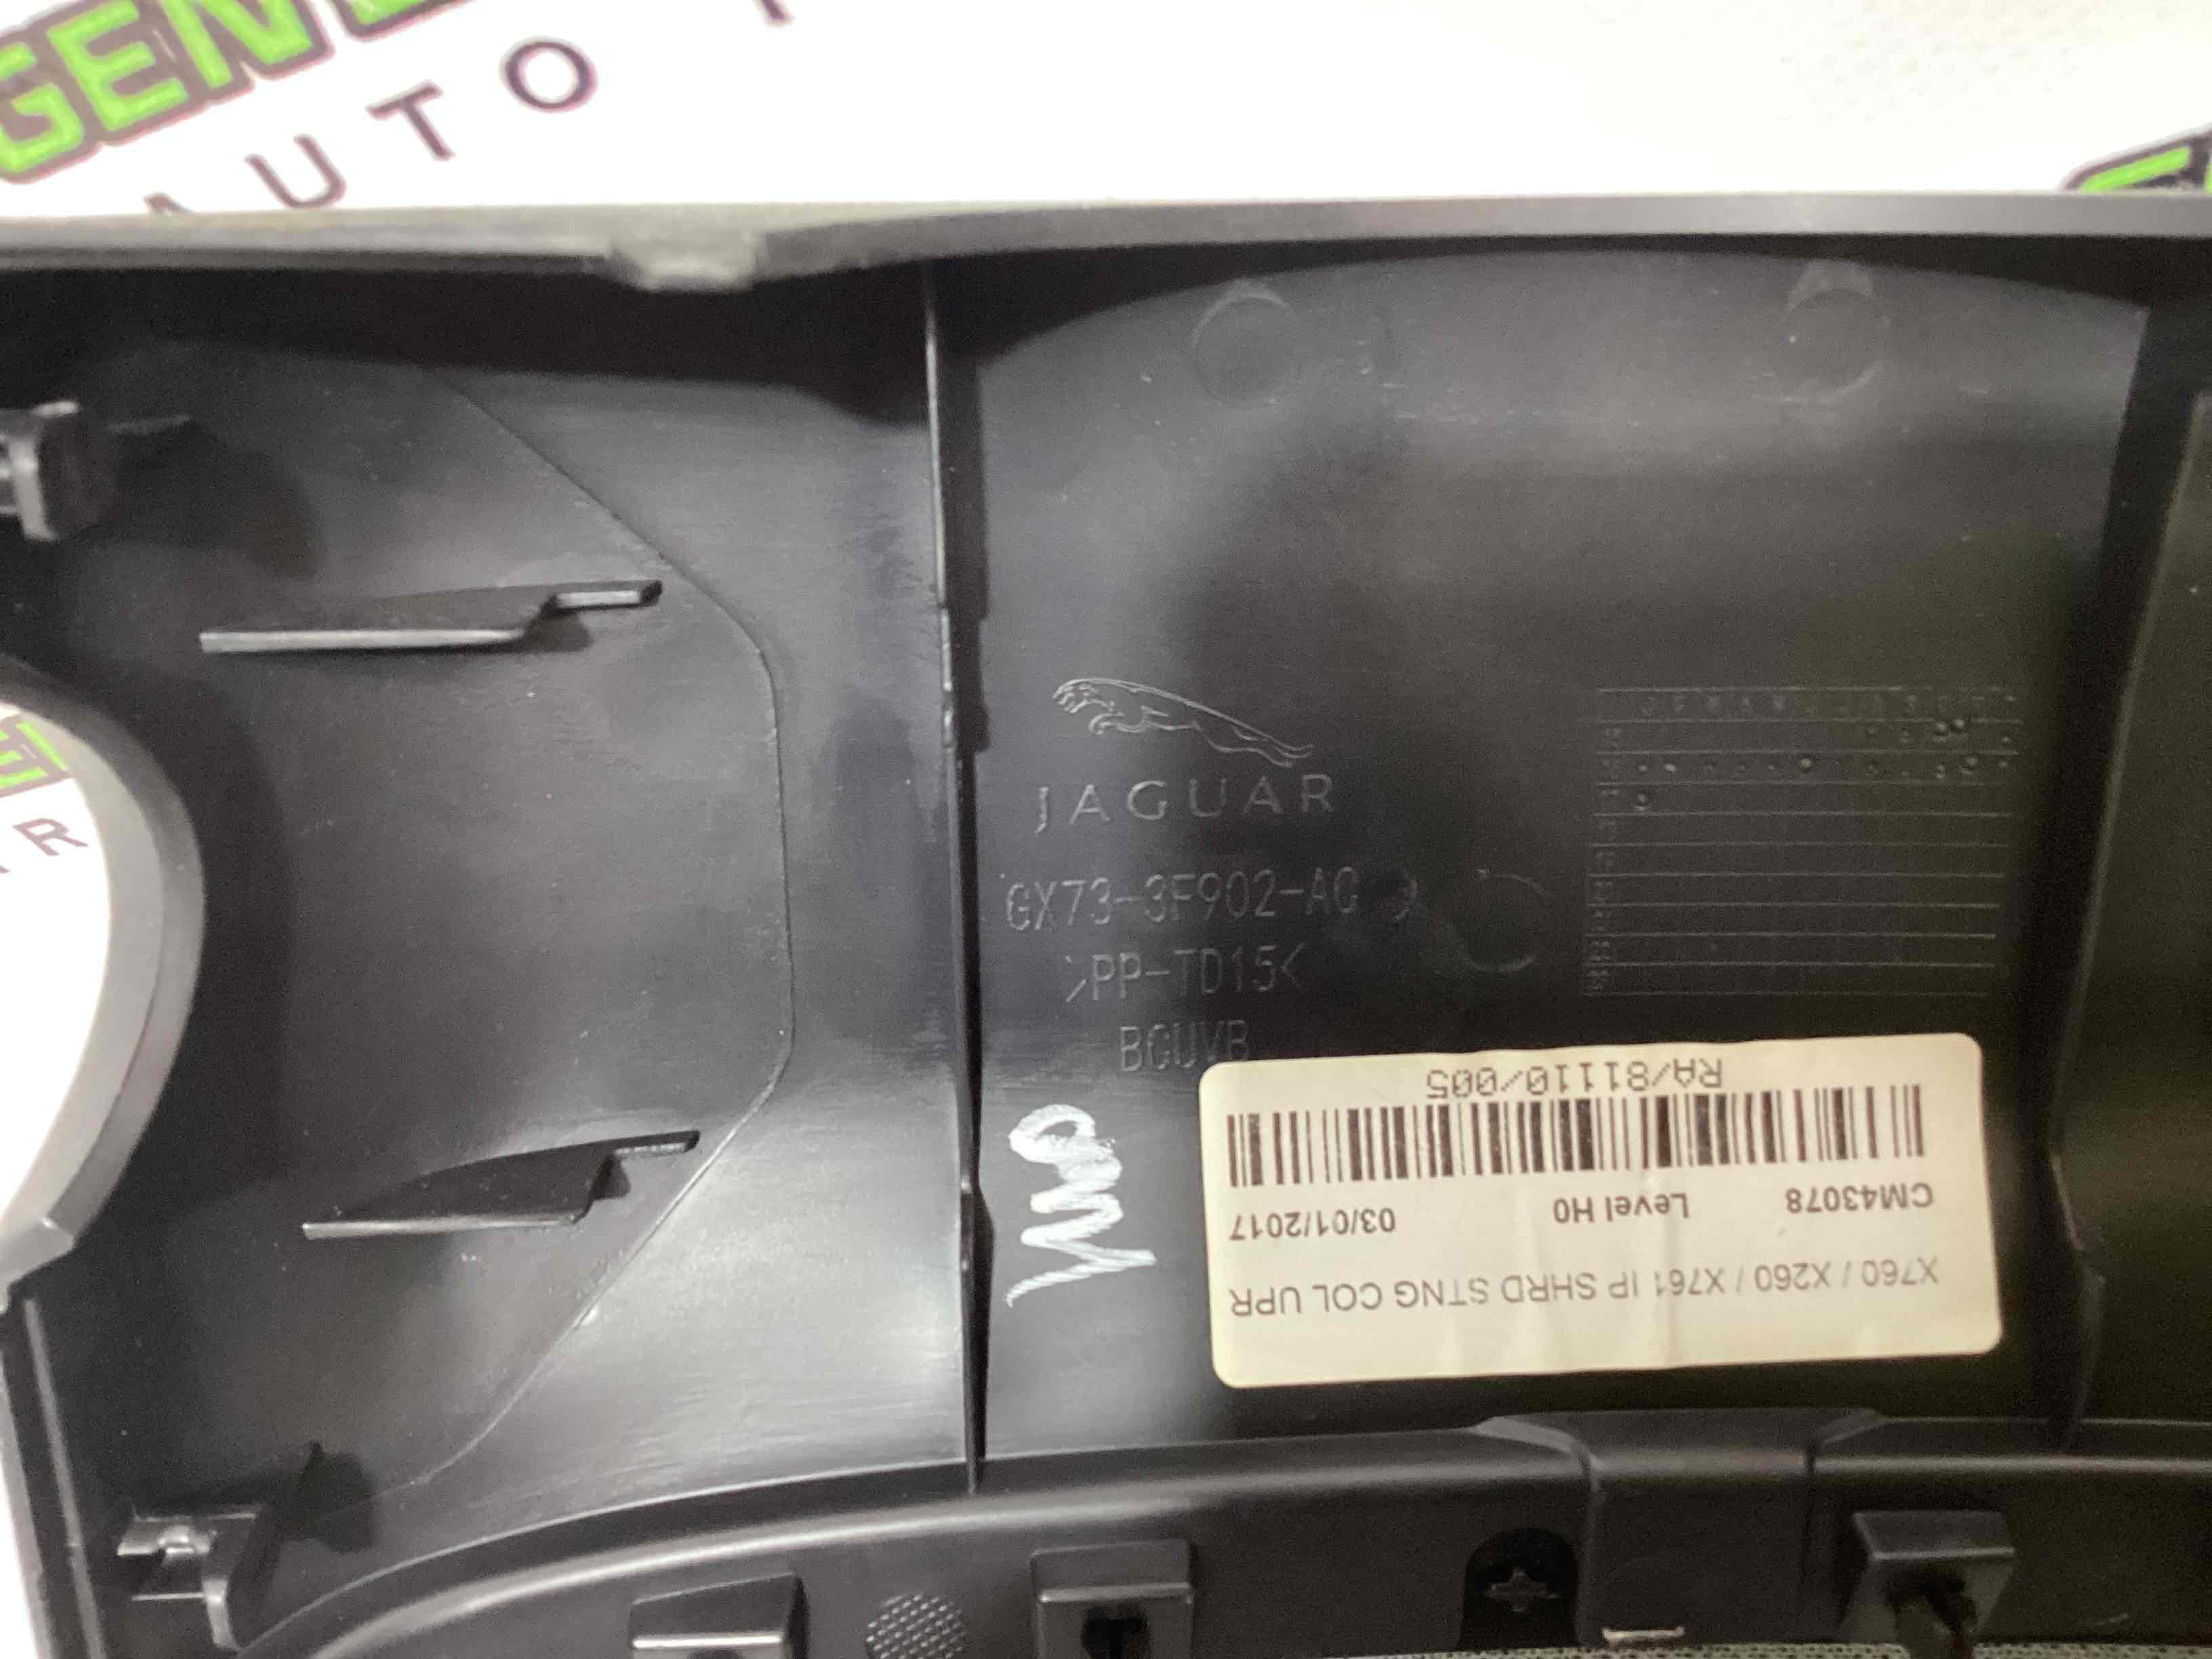 GEN
AUTO
JAGUAR
GX73-3F902-AG
>PP-TD15<
BCUVB
X760 / X260 / X761 IP SHRD STNG COL UPR
CM43078 Level H0 03/01/2017
RA/81110/005
R